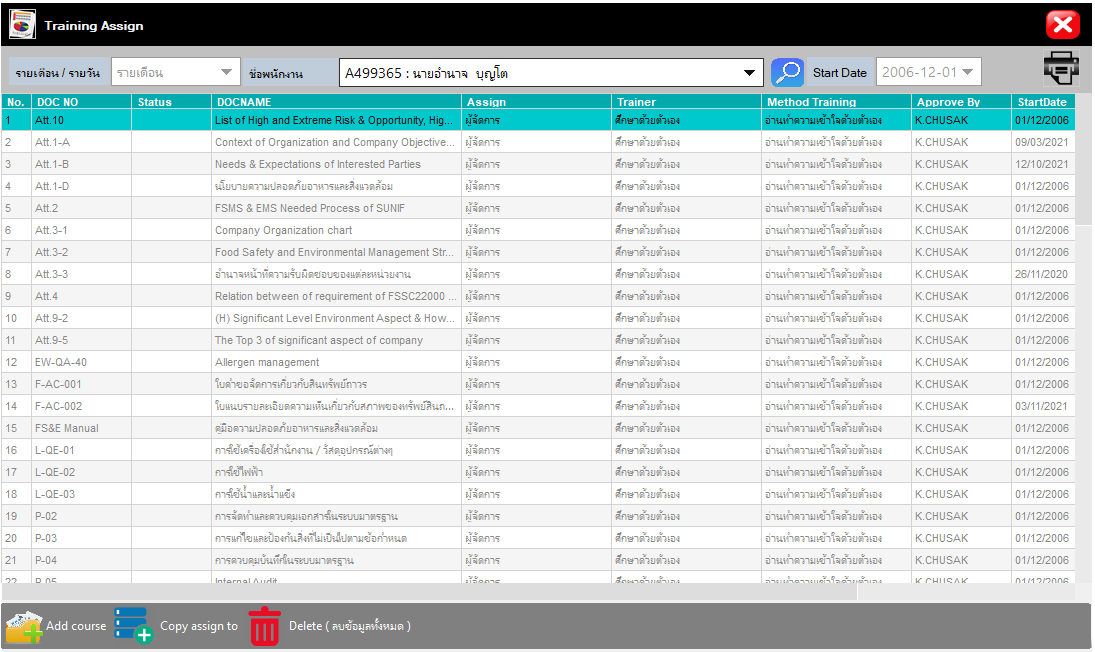 Training Assign
รายเดือน / รายวัน รายเดือน ชื่อพนักงาน A499365 : นายอำนาจ บุญโต Start Date 2006-12-01
No. DOC NO Status DOCNAME Assign Trainer Method Training Approve By StartDate
1 Att.10 List of High and Extreme Risk & Opportunity, Hig... ผู้จัดการ ศึกษาด้วยตัวเอง อ่านทำความเข้าใจด้วยตัวเอง K.CHUSAK 01/12/2006
2 Att.1-A Context of Organization and Company Objective... ผู้จัดการ ศึกษาด้วยตัวเอง อ่านทำความเข้าใจด้วยตัวเอง K.CHUSAK 09/03/2021
3 Att.1-B Needs & Expectations of Interested Parties ผู้จัดการ ศึกษาด้วยตัวเอง อ่านทำความเข้าใจด้วยตัวเอง K.CHUSAK 12/10/2021
4 Att.1-D นโยบายความปลอดภัยอาหารและสิ่งแวดล้อม ผู้จัดการ ศึกษาด้วยตัวเอง อ่านทำความเข้าใจด้วยตัวเอง K.CHUSAK 01/12/2006
5 Att.2 FSMS & EMS Needed Process of SUNIF ผู้จัดการ ศึกษาด้วยตัวเอง อ่านทำความเข้าใจด้วยตัวเอง K.CHUSAK 01/12/2006
6 Att.3-1 Company Organization chart ผู้จัดการ ศึกษาด้วยตัวเอง อ่านทำความเข้าใจด้วยตัวเอง K.CHUSAK 01/12/2006
7 Att.3-2 Food Safety and Environmental Management Str... ผู้จัดการ ศึกษาด้วยตัวเอง อ่านทำความเข้าใจด้วยตัวเอง K.CHUSAK 01/12/2006
8 Att.3-3 อำนาจหน้าที่ความรับผิดชอบของแต่ละหน่วยงาน ผู้จัดการ ศึกษาด้วยตัวเอง อ่านทำความเข้าใจด้วยตัวเอง K.CHUSAK 26/11/2020
9 Att.4 Relation between of requirement of FSSC22000 ... ผู้จัดการ ศึกษาด้วยตัวเอง อ่านทำความเข้าใจด้วยตัวเอง K.CHUSAK 01/12/2006
10 Att.9-2 (H) Significant Level Environment Aspect & How... ผู้จัดการ ศึกษาด้วยตัวเอง อ่านทำความเข้าใจด้วยตัวเอง K.CHUSAK 01/12/2006
11 Att.9-5 The Top 3 of significant aspect of company ผู้จัดการ ศึกษาด้วยตัวเอง อ่านทำความเข้าใจด้วยตัวเอง K.CHUSAK 01/12/2006
12 EW-QA-40 Allergen management ผู้จัดการ ศึกษาด้วยตัวเอง อ่านทำความเข้าใจด้วยตัวเอง K.CHUSAK 01/12/2006
13 F-AC-001 ใบคำขอจัดการเกี่ยวกับสินทรัพย์ถาวร ผู้จัดการ ศึกษาด้วยตัวเอง อ่านทำความเข้าใจด้วยตัวเอง K.CHUSAK 01/12/2006
14 F-AC-002 ใบแนบรายละเอียดความเห็นเกี่ยวกับสภาพของทรัพย์สินถ... ผู้จัดการ ศึกษาด้วยตัวเอง อ่านทำความเข้าใจด้วยตัวเอง K.CHUSAK 03/11/2021
15 FS&E Manual คู่มือความปลอดภัยอาหารและสิ่งแวดล้อม ผู้จัดการ ศึกษาด้วยตัวเอง อ่านทำความเข้าใจด้วยตัวเอง K.CHUSAK 01/12/2006
16 L-QE-01 การใช้เครื่องใช้สำนักงาน / วัสดุอุปกรณ์ต่างๆ ผู้จัดการ ศึกษาด้วยตัวเอง อ่านทำความเข้าใจด้วยตัวเอง K.CHUSAK 01/12/2006
17 L-QE-02 การใช้ไฟฟ้า ผู้จัดการ ศึกษาด้วยตัวเอง อ่านทำความเข้าใจด้วยตัวเอง K.CHUSAK 01/12/2006
18 L-QE-03 การใช้น้ำและน้ำแข็ง ผู้จัดการ ศึกษาด้วยตัวเอง อ่านทำความเข้าใจด้วยตัวเอง K.CHUSAK 01/12/2006
19 P-02 การจัดทำและควบคุมเอกสารในระบบมาตรฐาน ผู้จัดการ ศึกษาด้วยตัวเอง อ่านทำความเข้าใจด้วยตัวเอง K.CHUSAK 01/12/2006
20 P-03 การแก้ไขและป้องกันสิ่งที่ไม่เป็นไปตามข้อกำหนด ผู้จัดการ ศึกษาด้วยตัวเอง อ่านทำความเข้าใจด้วยตัวเอง K.CHUSAK 01/12/2006
21 P-04 การควบคุมบันทึกในระบบมาตรฐาน ผู้จัดการ ศึกษาด้วยตัวเอง อ่านทำความเข้าใจด้วยตัวเอง K.CHUSAK 01/12/2006
22 P-05 Internal Audit ผู้จัดการ ศึกษาด้วยตัวเอง อ่านทำความเข้าใจด้วยตัวเอง K.CHUSAK 01/12/2006
Add course Copy assign to Delete ( ลบข้อมูลทั้งหมด )